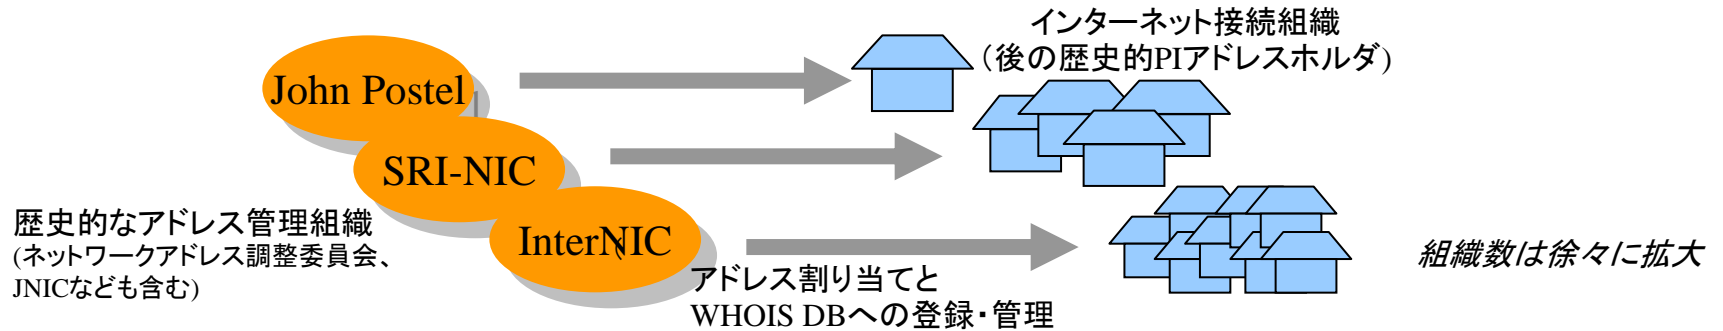 インターネット接続組織
（後の歴史的PIアドレスホルダ）
John Postel
SRI-NIC
InterNIC
歴史的なアドレス管理組織
(ネットワークアドレス調整委員会、
JNICなども含む)
アドレス割り当てと
WHOIS DBへの登録・管理
組織数は徐々に拡大